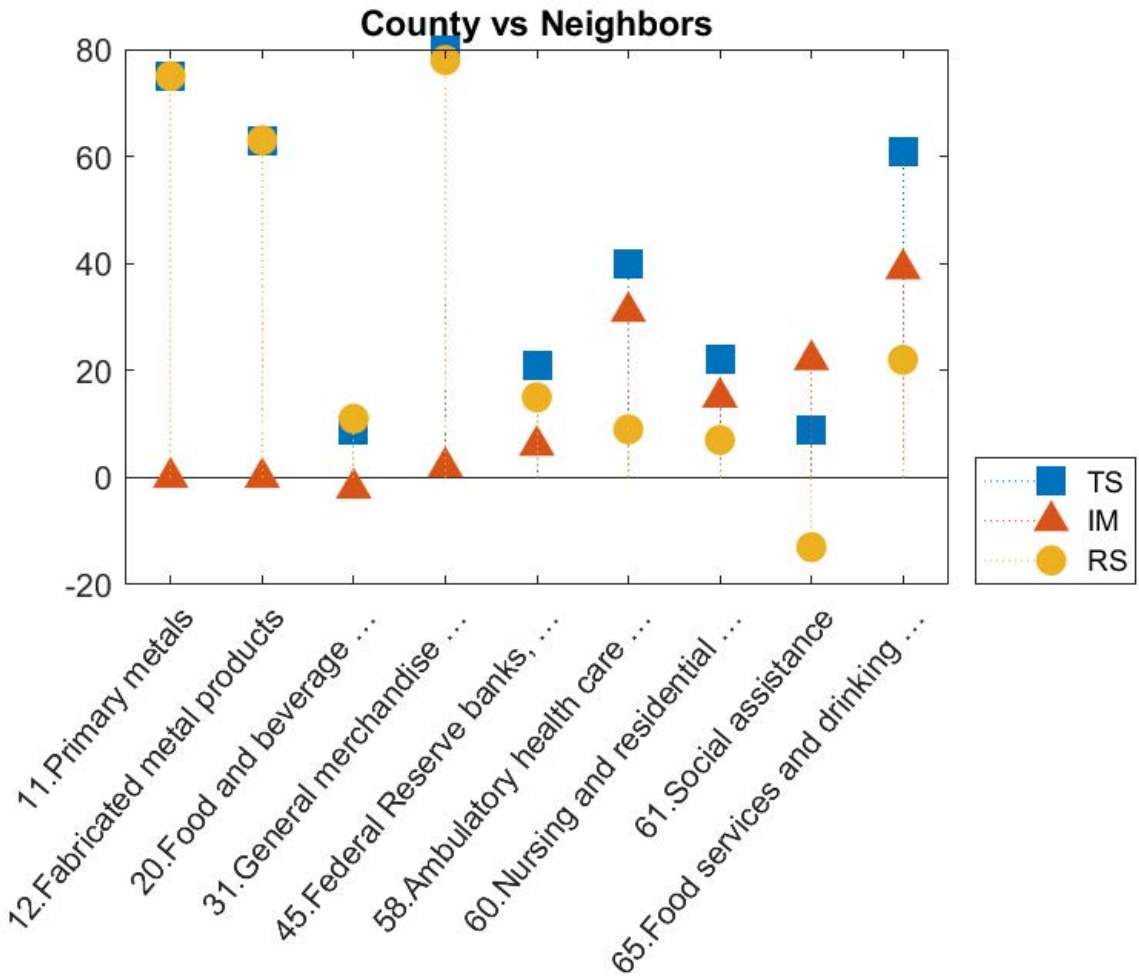 County vs Neighbors
80
60
40
20
0
-20
11.Primary metals
12.Fabricated metal products
20.Food and beverage ...
31.General merchandise ...
45.Federal Reserve banks, ...
58.Ambulatory health care ...
60.Nursing and residential ...
61.Social assistance
65.Food services and drinking ...
TS
IM
RS